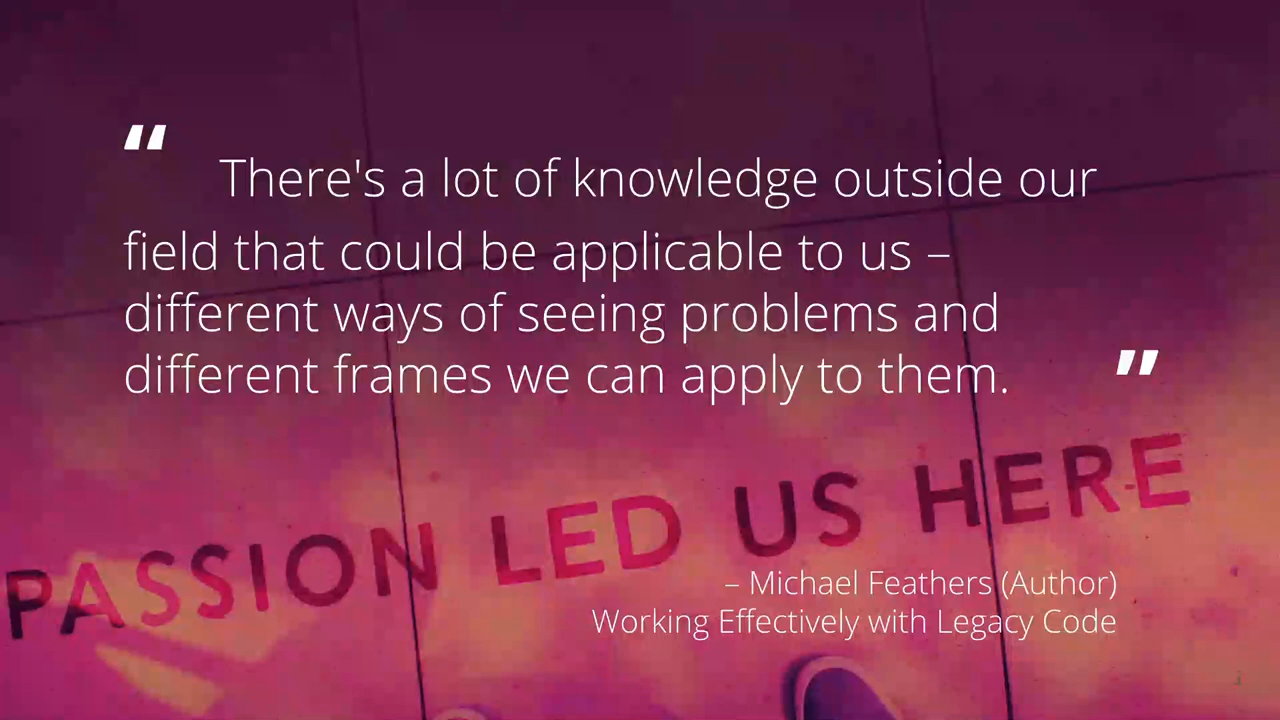 “ There's a lot of knowledge outside our
field that could be applicable to us –
different ways of seeing problems and
different frames we can apply to them. ”
PASSION LED US HERE
– Michael Feathers (Author)
Working Effectively with Legacy Code